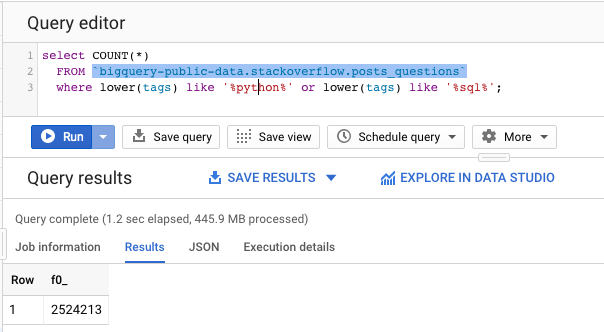 Query editor
1 select COUNT(*)
2 FROM `bigquery-public-data.stackoverflow.posts_questions`
3 where lower(tags) like '%python%' or lower(tags) like '%sql%';
Run Save query Save view Schedule query More
Query results SAVE RESULTS EXPLORE IN DATA STUDIO
Query complete (1.2 sec elapsed, 445.9 MB processed)
Job information Results JSON Execution details
Row f0_
1 2524213